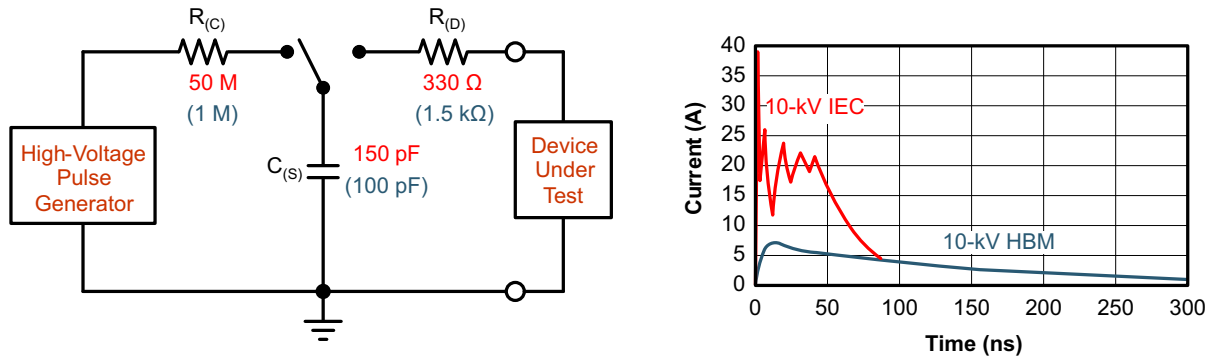 R(C)
50 M
(1 M)
R(D)
330 Ω
(1.5 kΩ)
High-Voltage
Pulse
Generator
C(S)
150 pF
(100 pF)
Device
Under
Test
Current (A)
40
35
30
25
20
15
10
5
0
10-kV IEC
10-kV HBM
0
50
100
150
200
250
300
Time (ns)